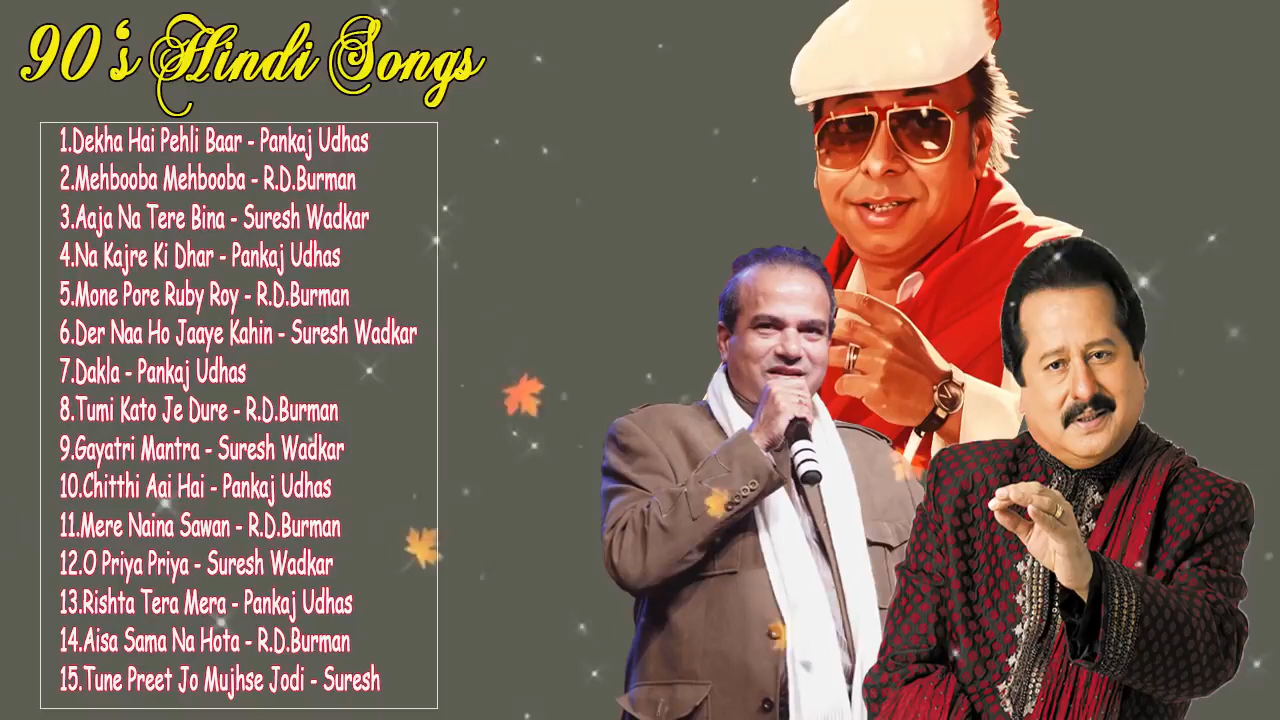 90's Hindi Songs
1.Dekha Hai Pehli Baar - Pankaj Udhas
2.Mehbooba Mehbooba - R.D.Burman
3.Aaja Na Tere Bina - Suresh Wadkar
4.Na Kajre Ki Dhar - Pankaj Udhas
5.Mone Pore Ruby Roy - R.D.Burman
6.Der Naa Ho Jaaye Kahin - Suresh Wadkar
7.Dakla - Pankaj Udhas
8.Tumi Kato Je Dure - R.D.Burman
9.Gayatri Mantra - Suresh Wadkar
10.Chitthi Aai Hai - Pankaj Udhas
11.Mere Naina Sawan - R.D.Burman
12.O Priya Priya - Suresh Wadkar
13.Rishta Tera Mera - Pankaj Udhas
14.Aisa Sama Na Hota - R.D.Burman
15.Tune Preet Jo Mujhse Jodi - Suresh